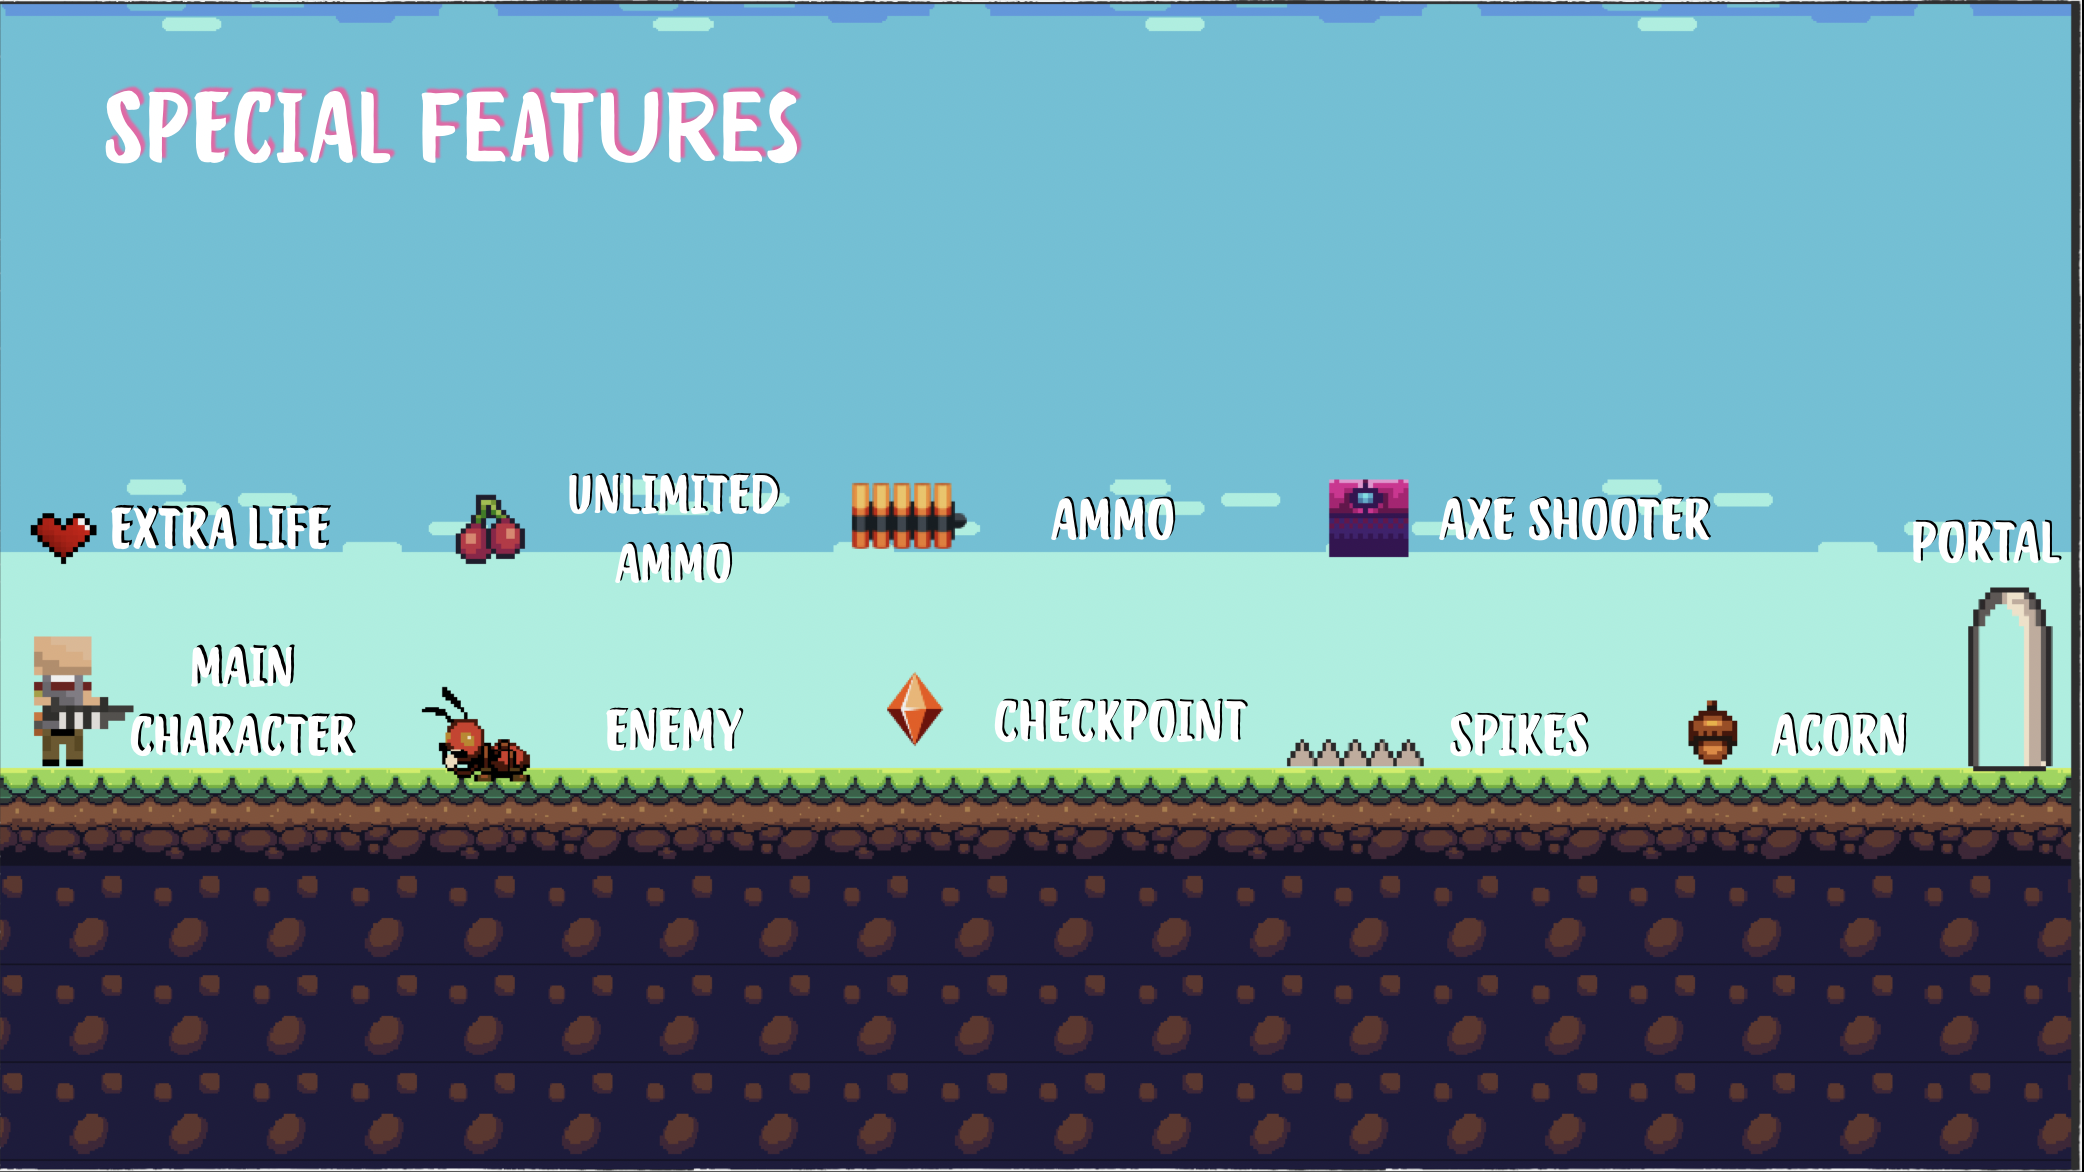 SPECIAL FEATURES
EXTRA LIFE
UNLIMITED
AMMO
AMMO
AXE SHOOTER
PORTAL
MAIN
CHARACTER
ENEMY
CHECKPOINT
SPIKES
ACORN